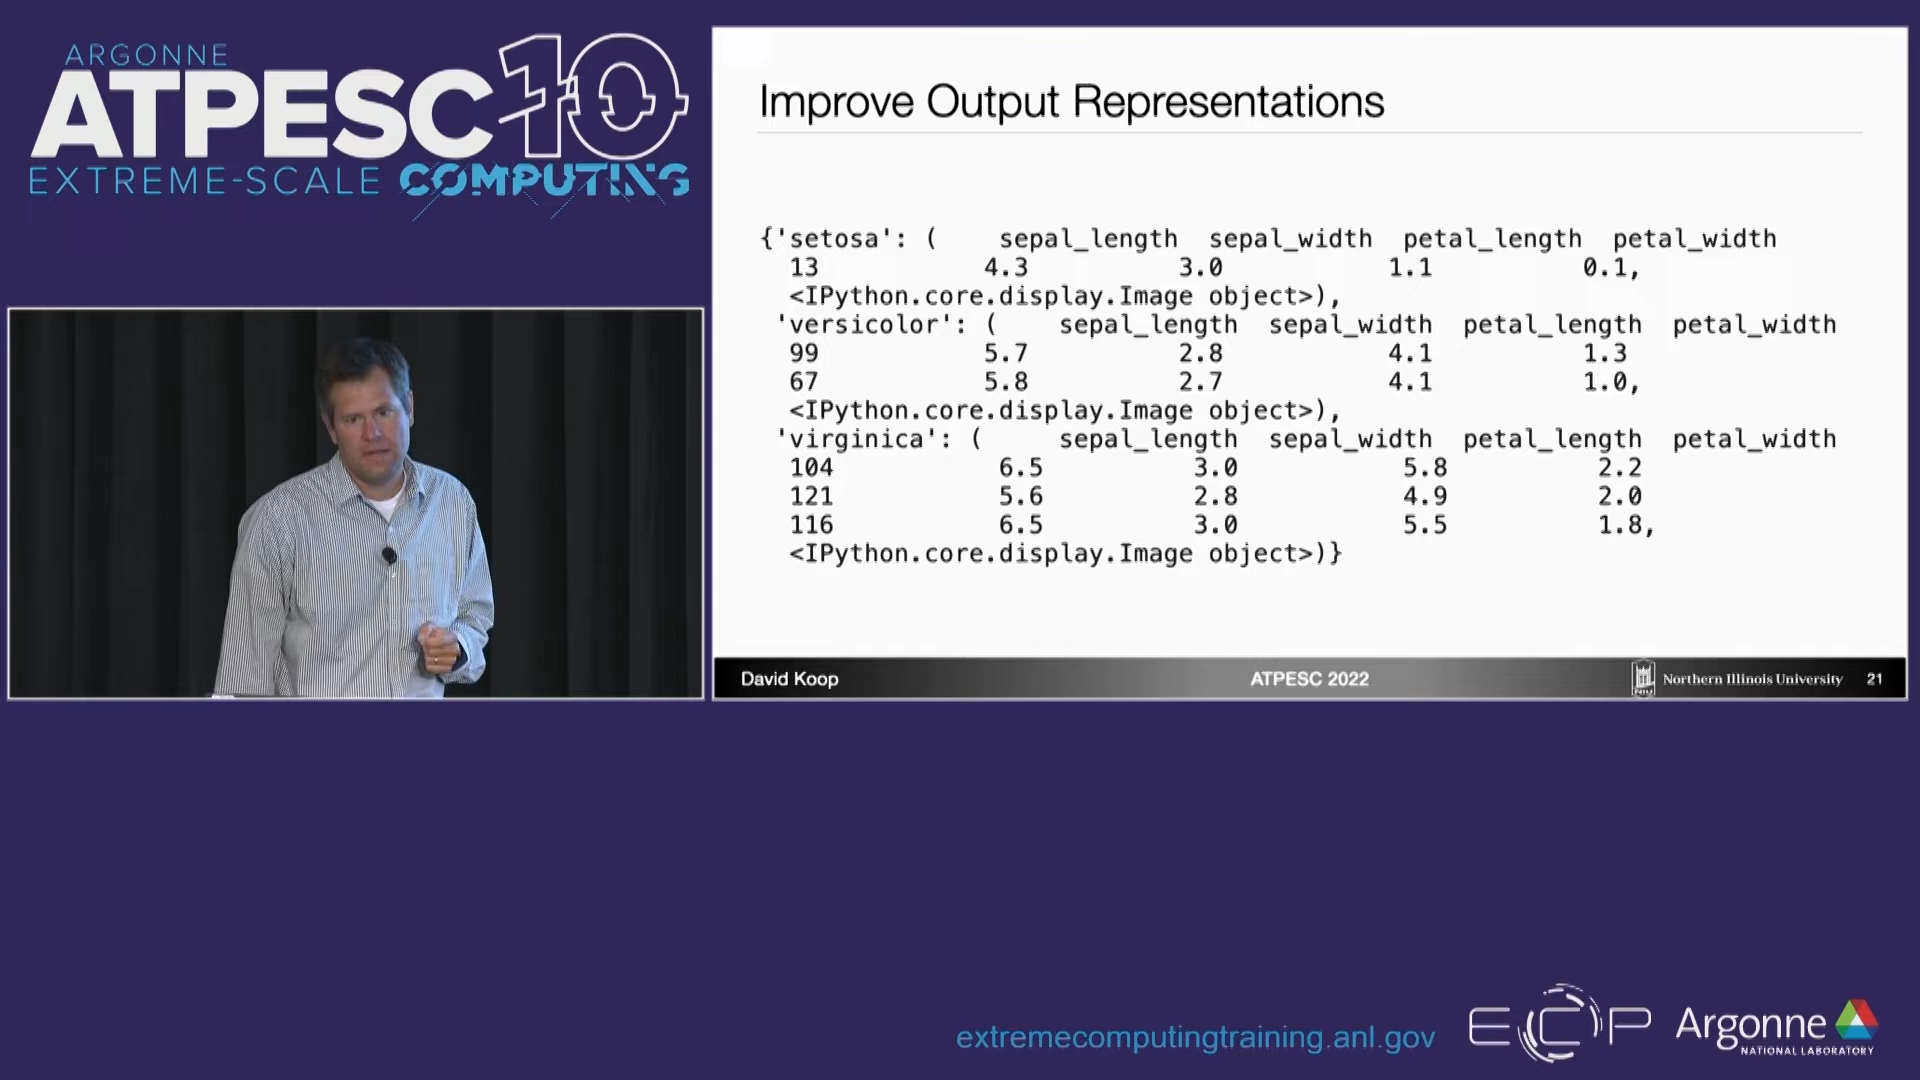 ARGONNE
ATPESC10
EXTREME-SCALE COMPUTING
Improve Output Representations
{'setosa': (    sepal_length  sepal_width  petal_length  petal_width
13           4.3          3.0           1.1          0.1,
<IPython.core.display.Image object>),
'versicolor': (    sepal_length  sepal_width  petal_length  petal_width
99           5.7          2.8           4.1          1.3
67           5.8          2.7           4.1          1.0,
<IPython.core.display.Image object>),
'virginica': (     sepal_length  sepal_width  petal_length  petal_width
104           6.5          3.0           5.8          2.2
121           5.6          2.8           4.9          2.0
116           6.5          3.0           5.5          1.8,
<IPython.core.display.Image object>)}
David Koop ATPESC 2022 NIU Northern Illinois University 21
extremecomputingtraining.anl.gov ECP Argonne
NATIONAL LABORATORY